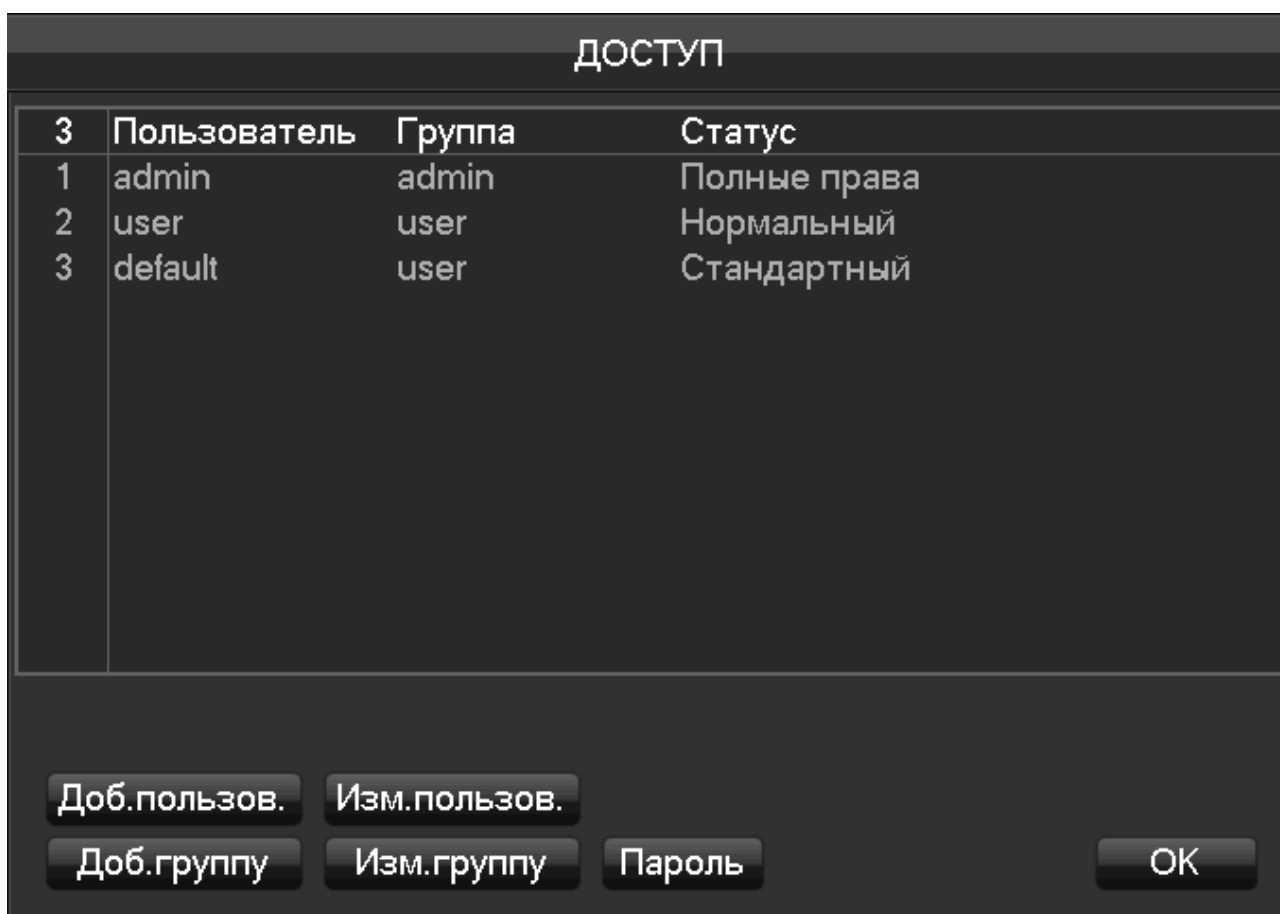 ДОСТУП
3 Пользователь Группа Статус
1 admin admin Полные права
2 user user Нормальный
3 default user Стандартный
Доб.пользов. Изм.пользов.
Доб.группу Изм.группу Пароль OK